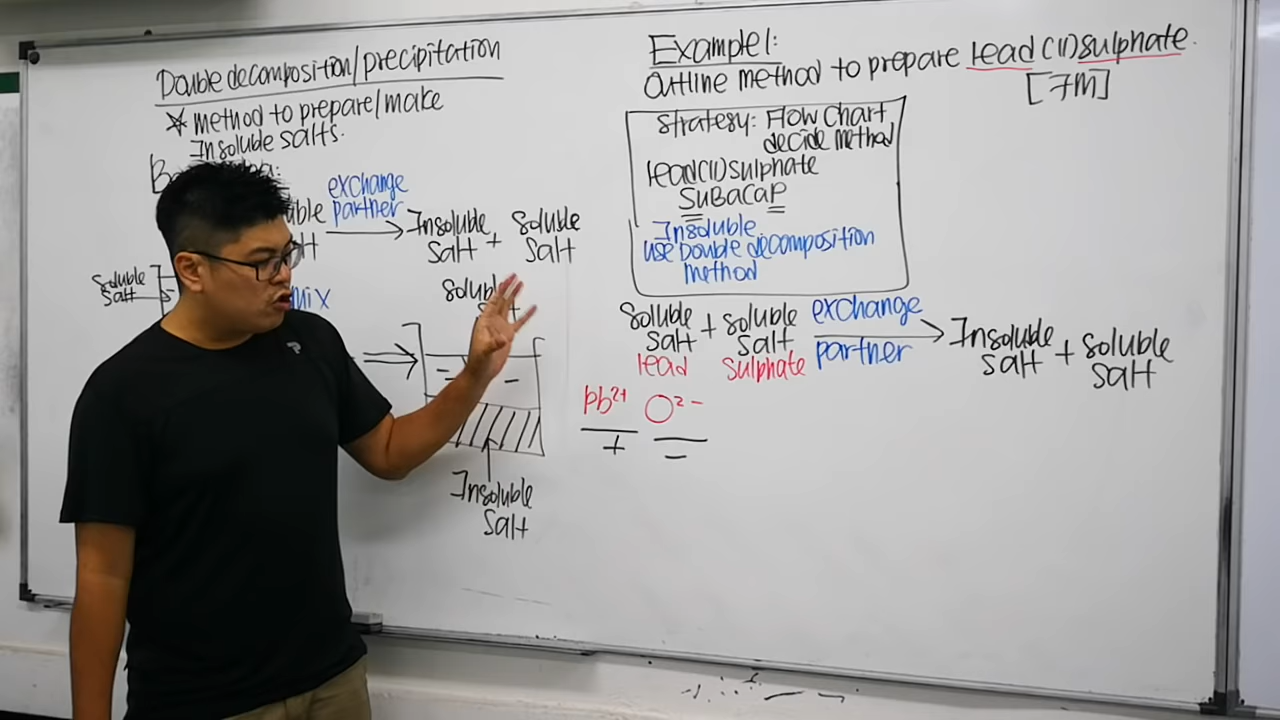 Double decomposition/precipitation
* method to prepare/make
Insoluble salts.
exchange
partner
Insoluble + Soluble
salt salt
Soluble
salt
mix
Soluble
Insoluble
salt
Example 1:
Outline method to prepare lead (II) sulphate.
[7m]
Strategy: Flow chart
decide method
lead(II) sulphate
SUBACAP
Insoluble
use Double decomposition
method
Soluble + Soluble exchange Insoluble + Soluble
salt salt partner salt salt
lead sulphate
Pb²⁺ O²⁻
+ −